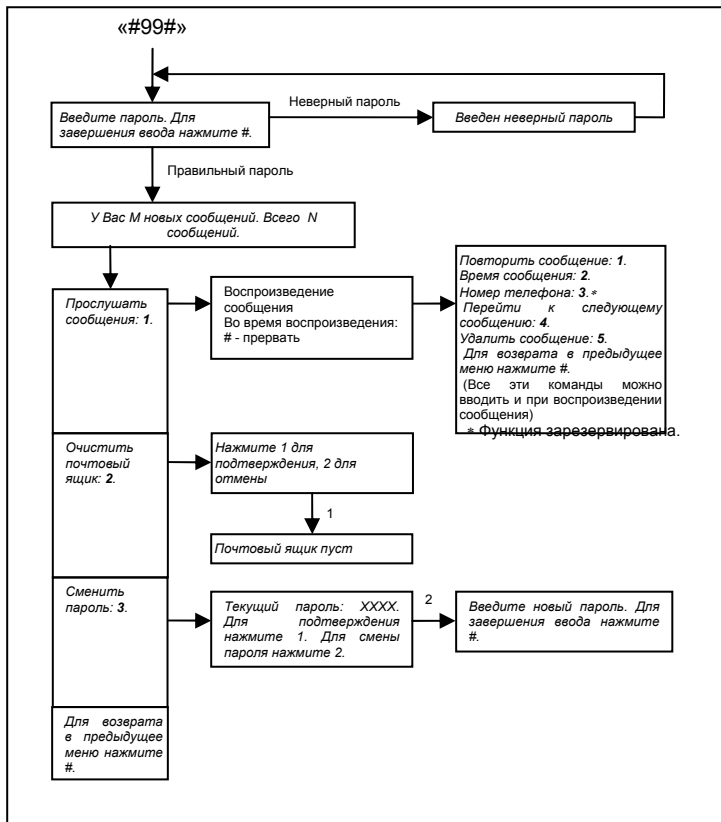 «#99#»
Неверный пароль
Введите пароль. Для
завершения ввода нажмите #.
Введен неверный пароль
Правильный пароль
У Вас М новых сообщений. Всего N
сообщений.
Прослушать
сообщения: 1.
Воспроизведение
сообщения
Во время воспроизведения:
# - прервать
Повторить сообщение: 1.
Время сообщения: 2.
Номер телефона: 3.*
Перейти к следующему
сообщению: 4.
Удалить сообщение: 5.
Для возврата в предыдущее
меню нажмите #.
(Все эти команды можно
вводить и при воспроизведении
сообщения)
* Функция зарезервирована.
Очистить
почтовый
ящик: 2.
Нажмите 1 для
подтверждения, 2 для
отмены
1
Почтовый ящик пуст
Сменить
пароль: 3.
Текущий пароль: XXXX.
Для подтверждения
нажмите 1. Для смены
пароля нажмите 2.
2
Введите новый пароль. Для
завершения ввода нажмите
#.
Для возврата
в предыдущее
меню нажмите
#.